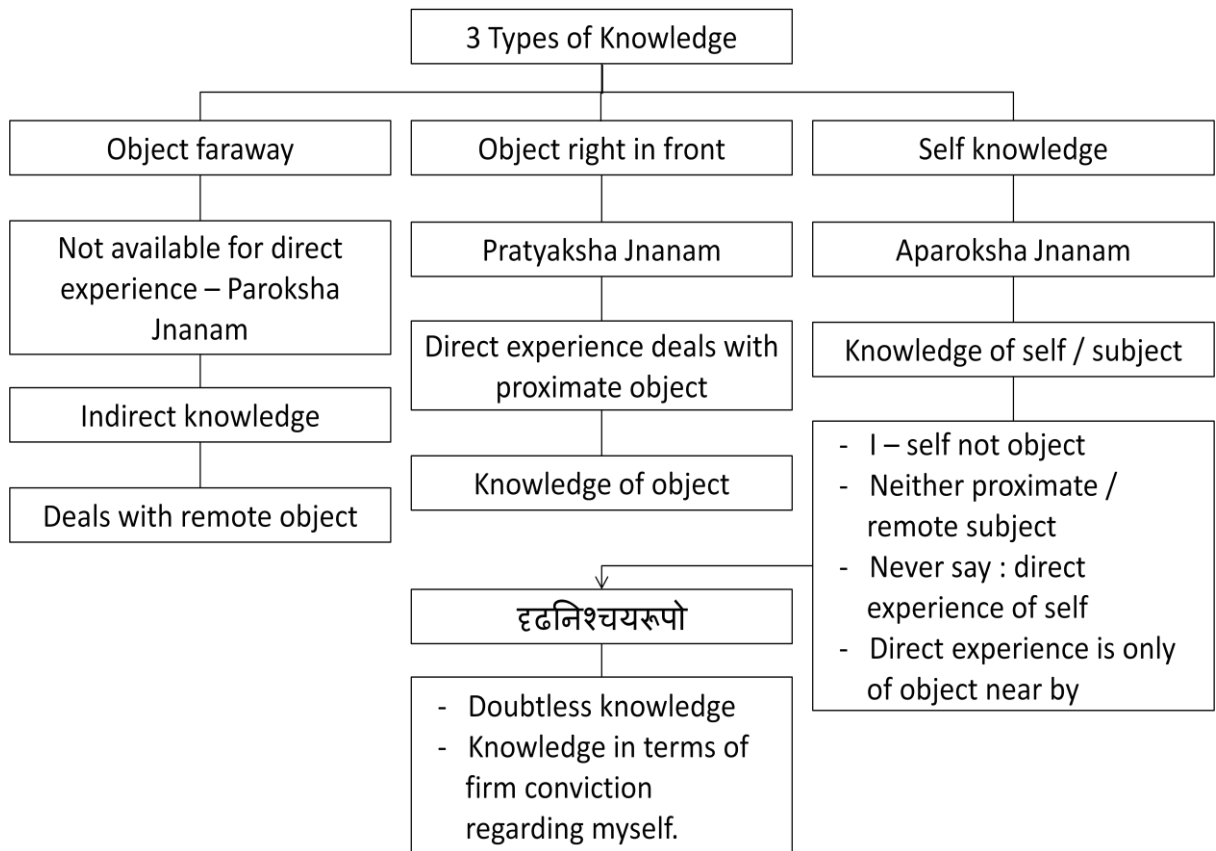 3 Types of Knowledge
Object faraway
Not available for direct
experience – Paroksha
Jnanam
Indirect knowledge
Deals with remote object
Object right in front
Pratyaksha Jnanam
Direct experience deals with
proximate object
Knowledge of object
Self knowledge
Aparoksha Jnanam
Knowledge of self / subject
- I – self not object
- Neither proximate /
remote subject
- Never say : direct
experience of self
- Direct experience is only
of object near by
दृढनिश्चयरूपो
- Doubtless knowledge
- Knowledge in terms of
firm conviction
regarding myself.